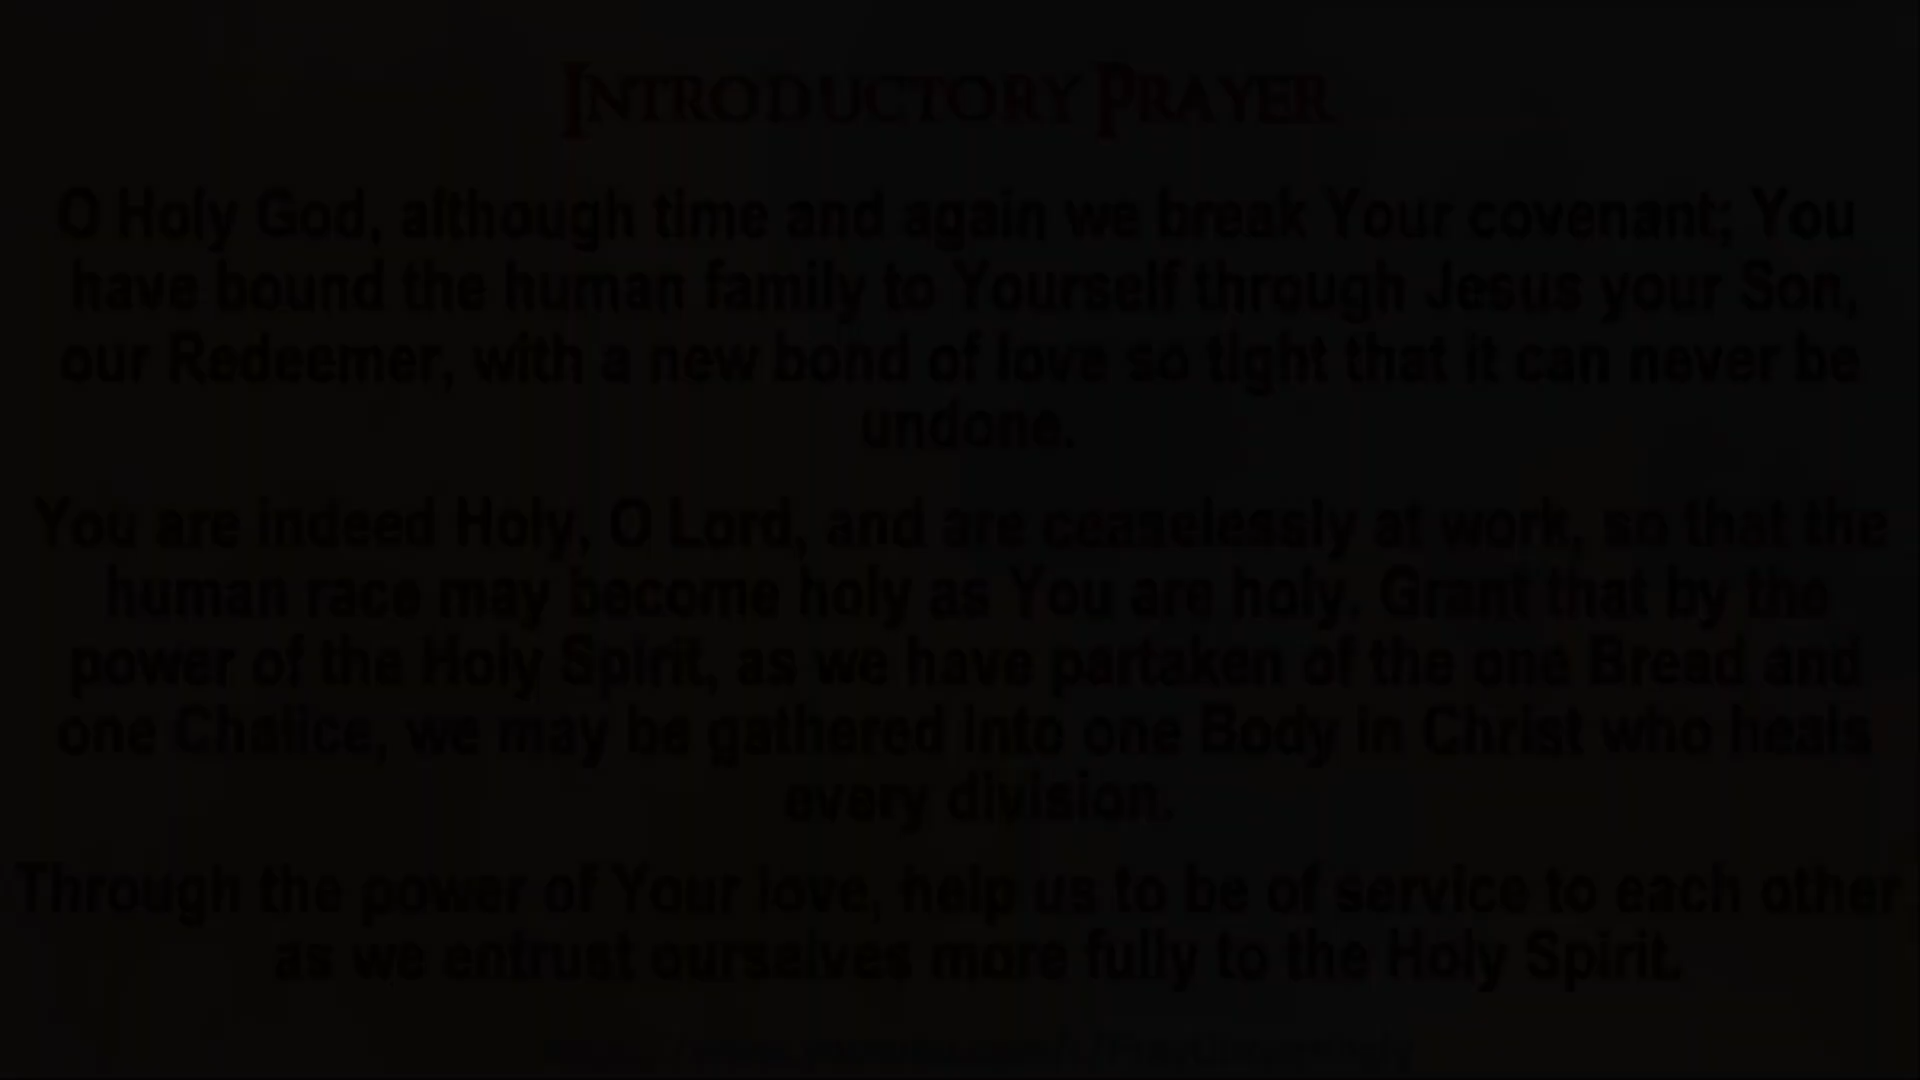 INTRODUCTORY PRAYER
O Holy God, although time and again we break Your covenant; You
have bound the human family to Yourself through Jesus your Son,
our Redeemer, with a new bond of love so tight that it can never be
undone.
You are indeed Holy, O Lord, and are ceaselessly at work, so that the
human race may become holy as You are holy. Grant that by the
power of the Holy Spirit, as we have partaken of the one Bread and
one Chalice, we may be gathered into one Body in Christ who heals
every division.
Through the power of Your love, help us to be of service to each other
as we entrust ourselves more fully to the Holy Spirit.